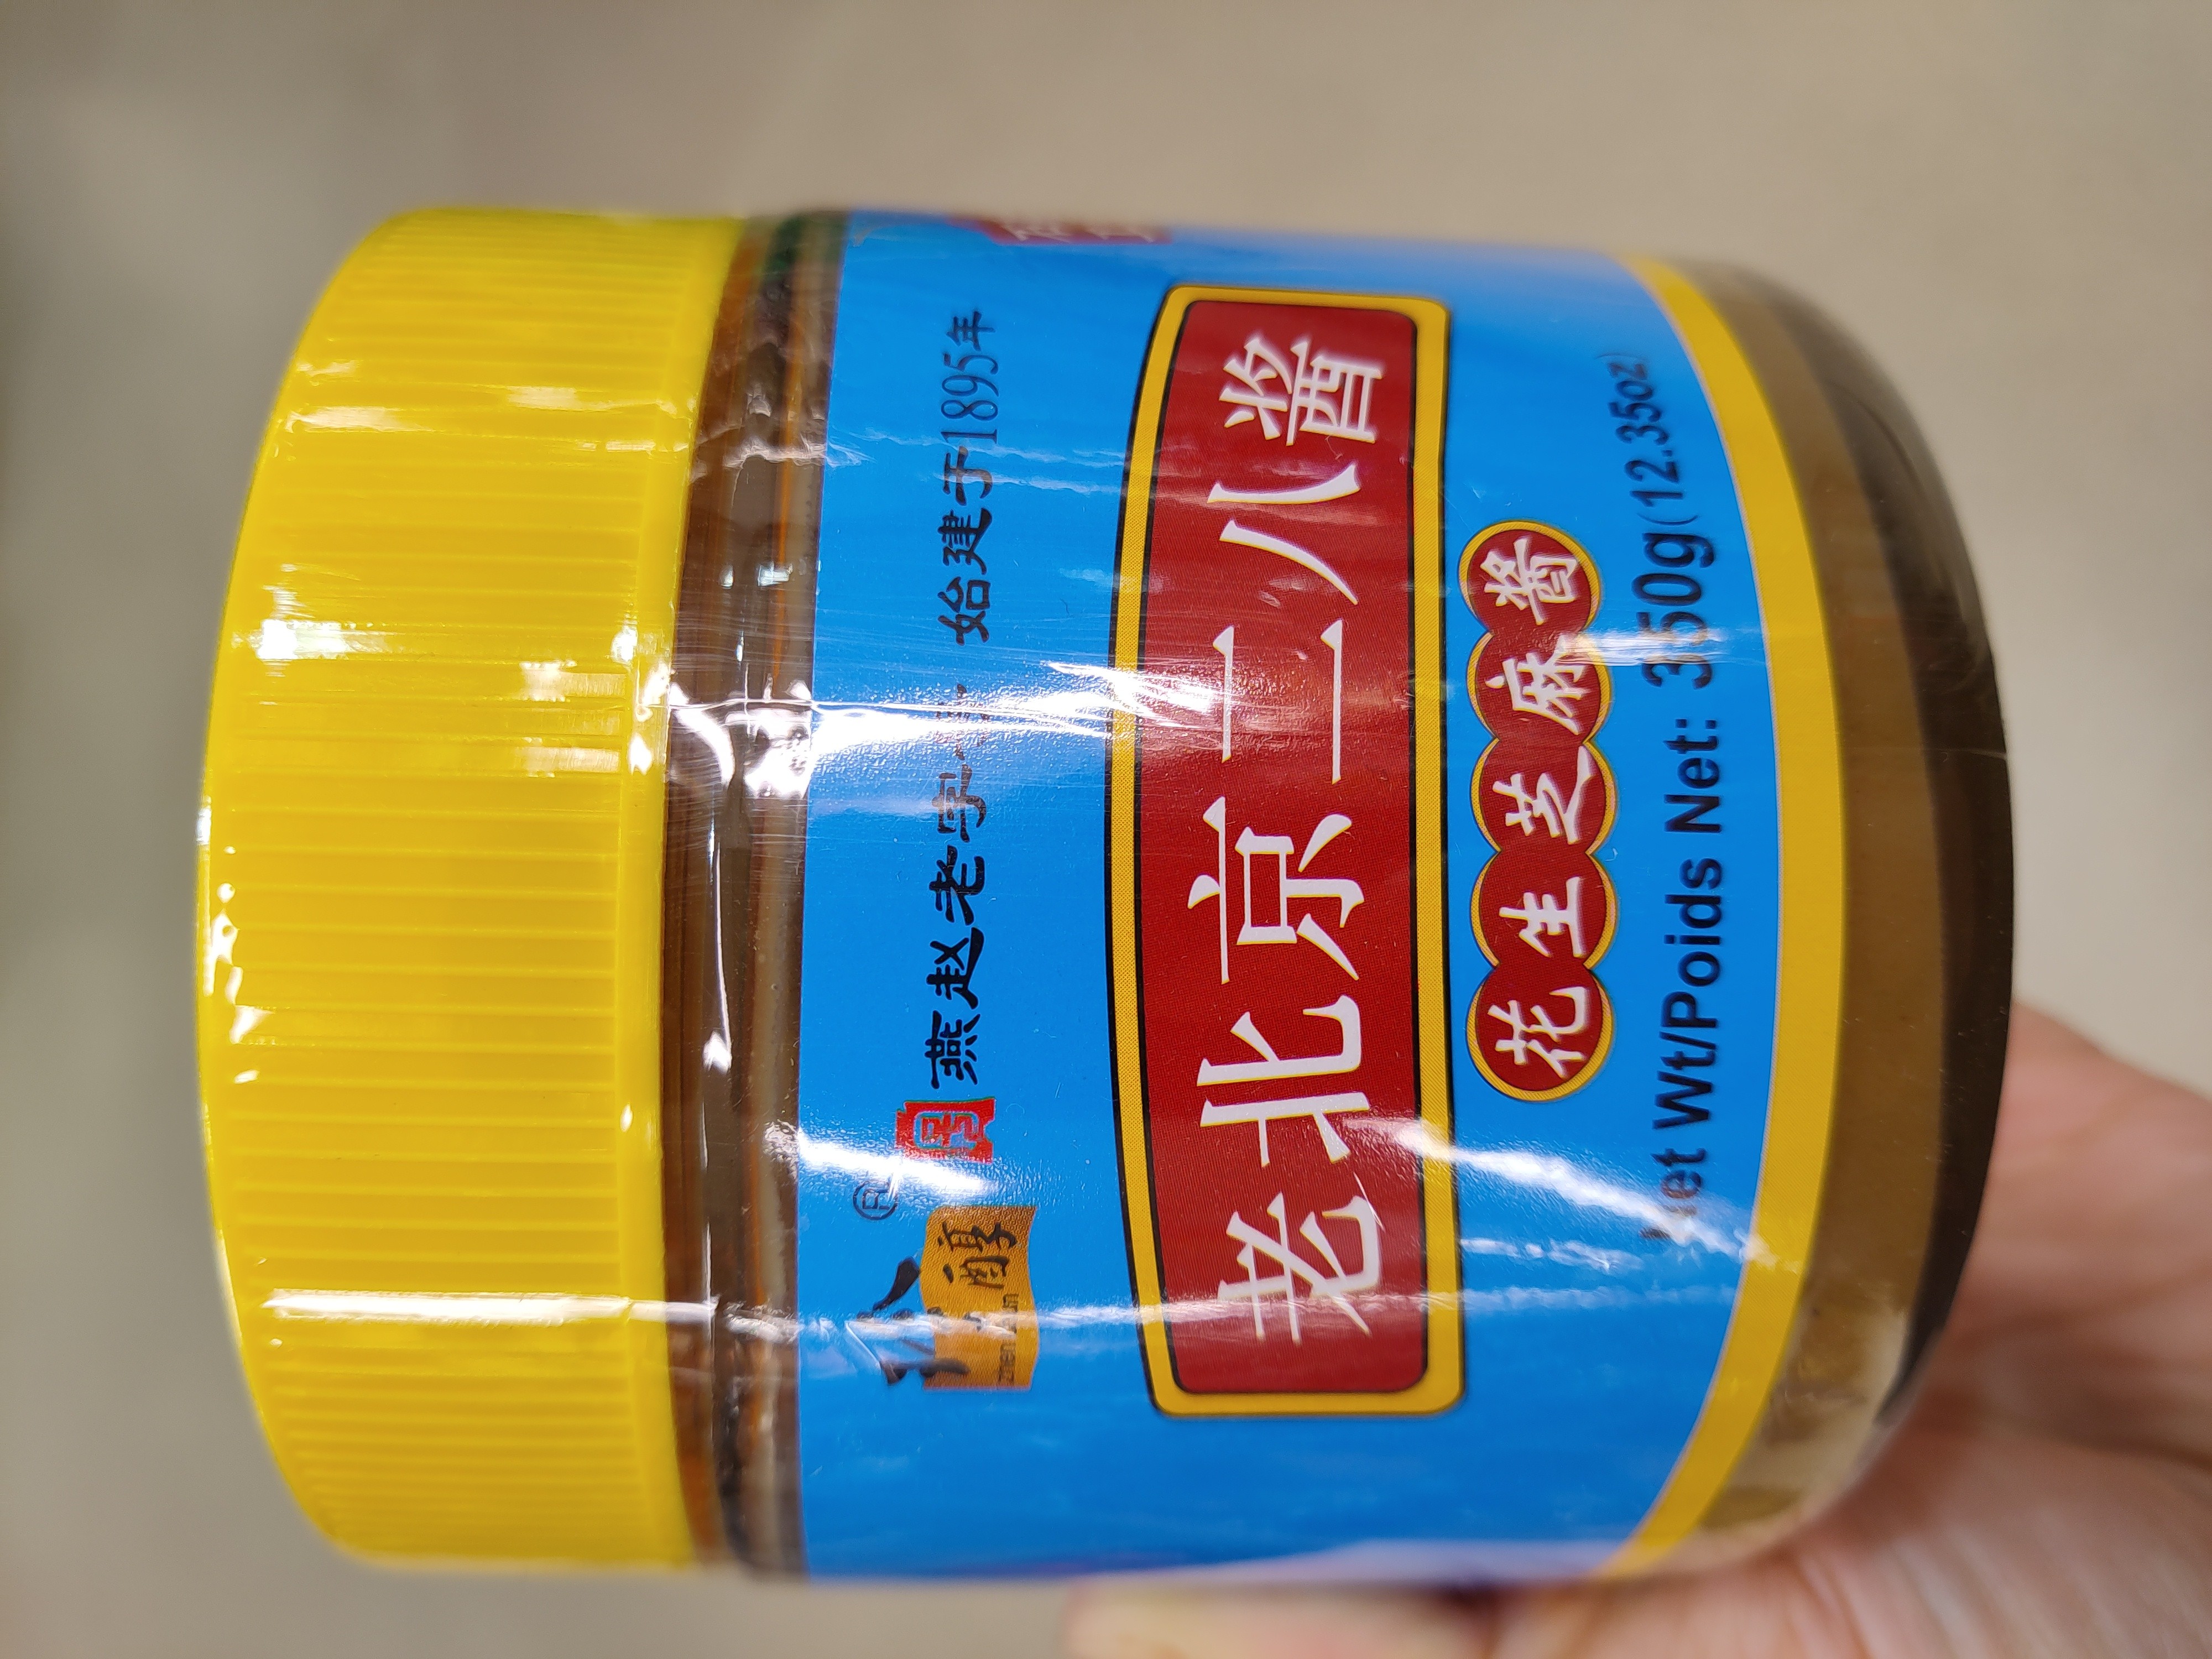 醇 ®
燕赵老字 始建于1895年
老北京二八酱
花生芝麻酱
Net Wt/Poids Net: 350g(12.35oz)